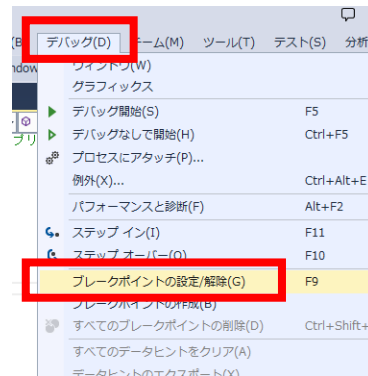 デバッグ(D) チーム(M) ツール(T) テスト(S) 分析
ndow
ウィンドウ(W)
グラフィックス
デバッグ開始(S) F5
デバッグなしで開始(H) Ctrl+F5
プリ
プロセスにアタッチ(P)...
例外(X)... Ctrl+Alt+E
パフォーマンスと診断(F) Alt+F2
ステップ イン(I) F11
ステップ オーバー(O) F10
ブレークポイントの設定/解除(G) F9
ブレークポイントの作成(B)
すべてのブレークポイントの削除(D) Ctrl+Shift+
すべてのデータヒントをクリア(A)
データヒントのエクスポート(X)